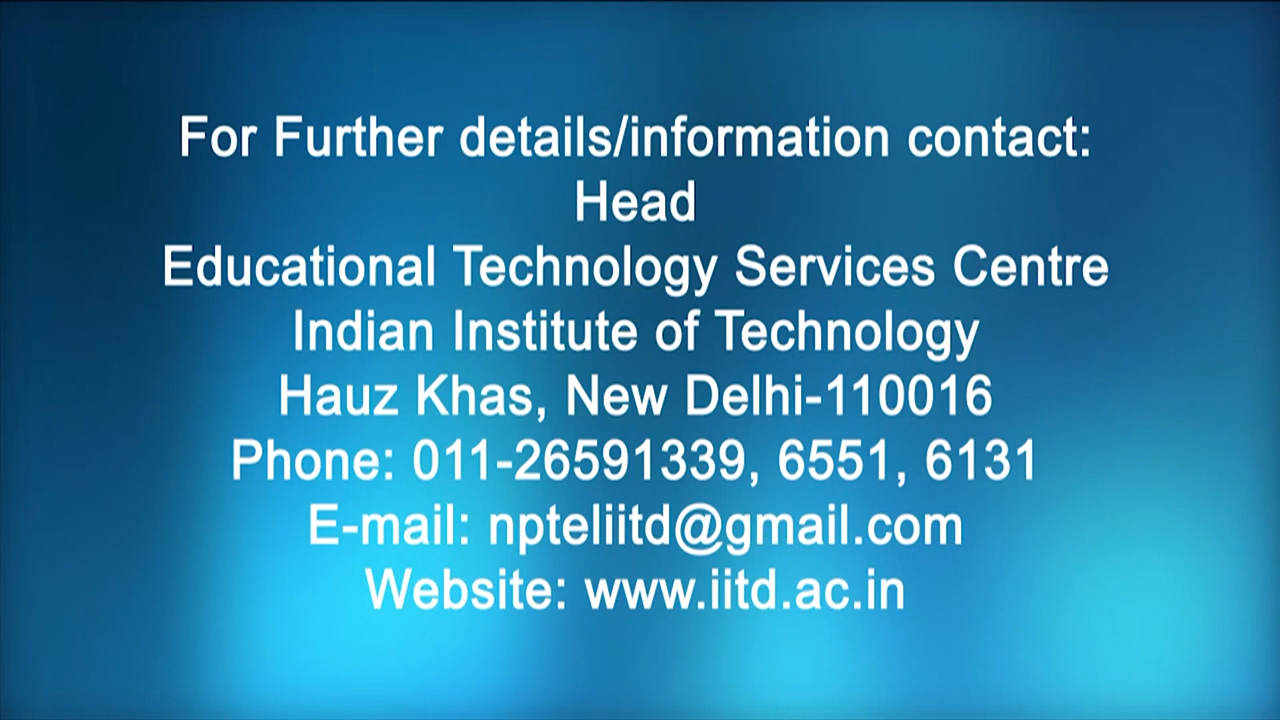 For Further details/information contact:
Head
Educational Technology Services Centre
Indian Institute of Technology
Hauz Khas, New Delhi-110016
Phone: 011-26591339, 6551, 6131
E-mail: npteliitd@gmail.com
Website: www.iitd.ac.in